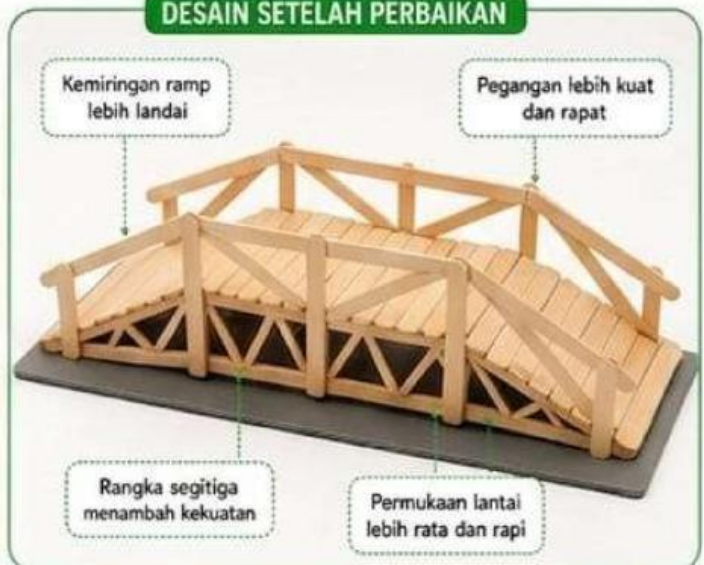 DESAIN SETELAH PERBAIKAN
Kemiringan ramp
lebih landai
Pegangan lebih kuat
dan rapat
Rangka segitiga
menambah kekuatan
Permukaan lantai
lebih rata dan rapi